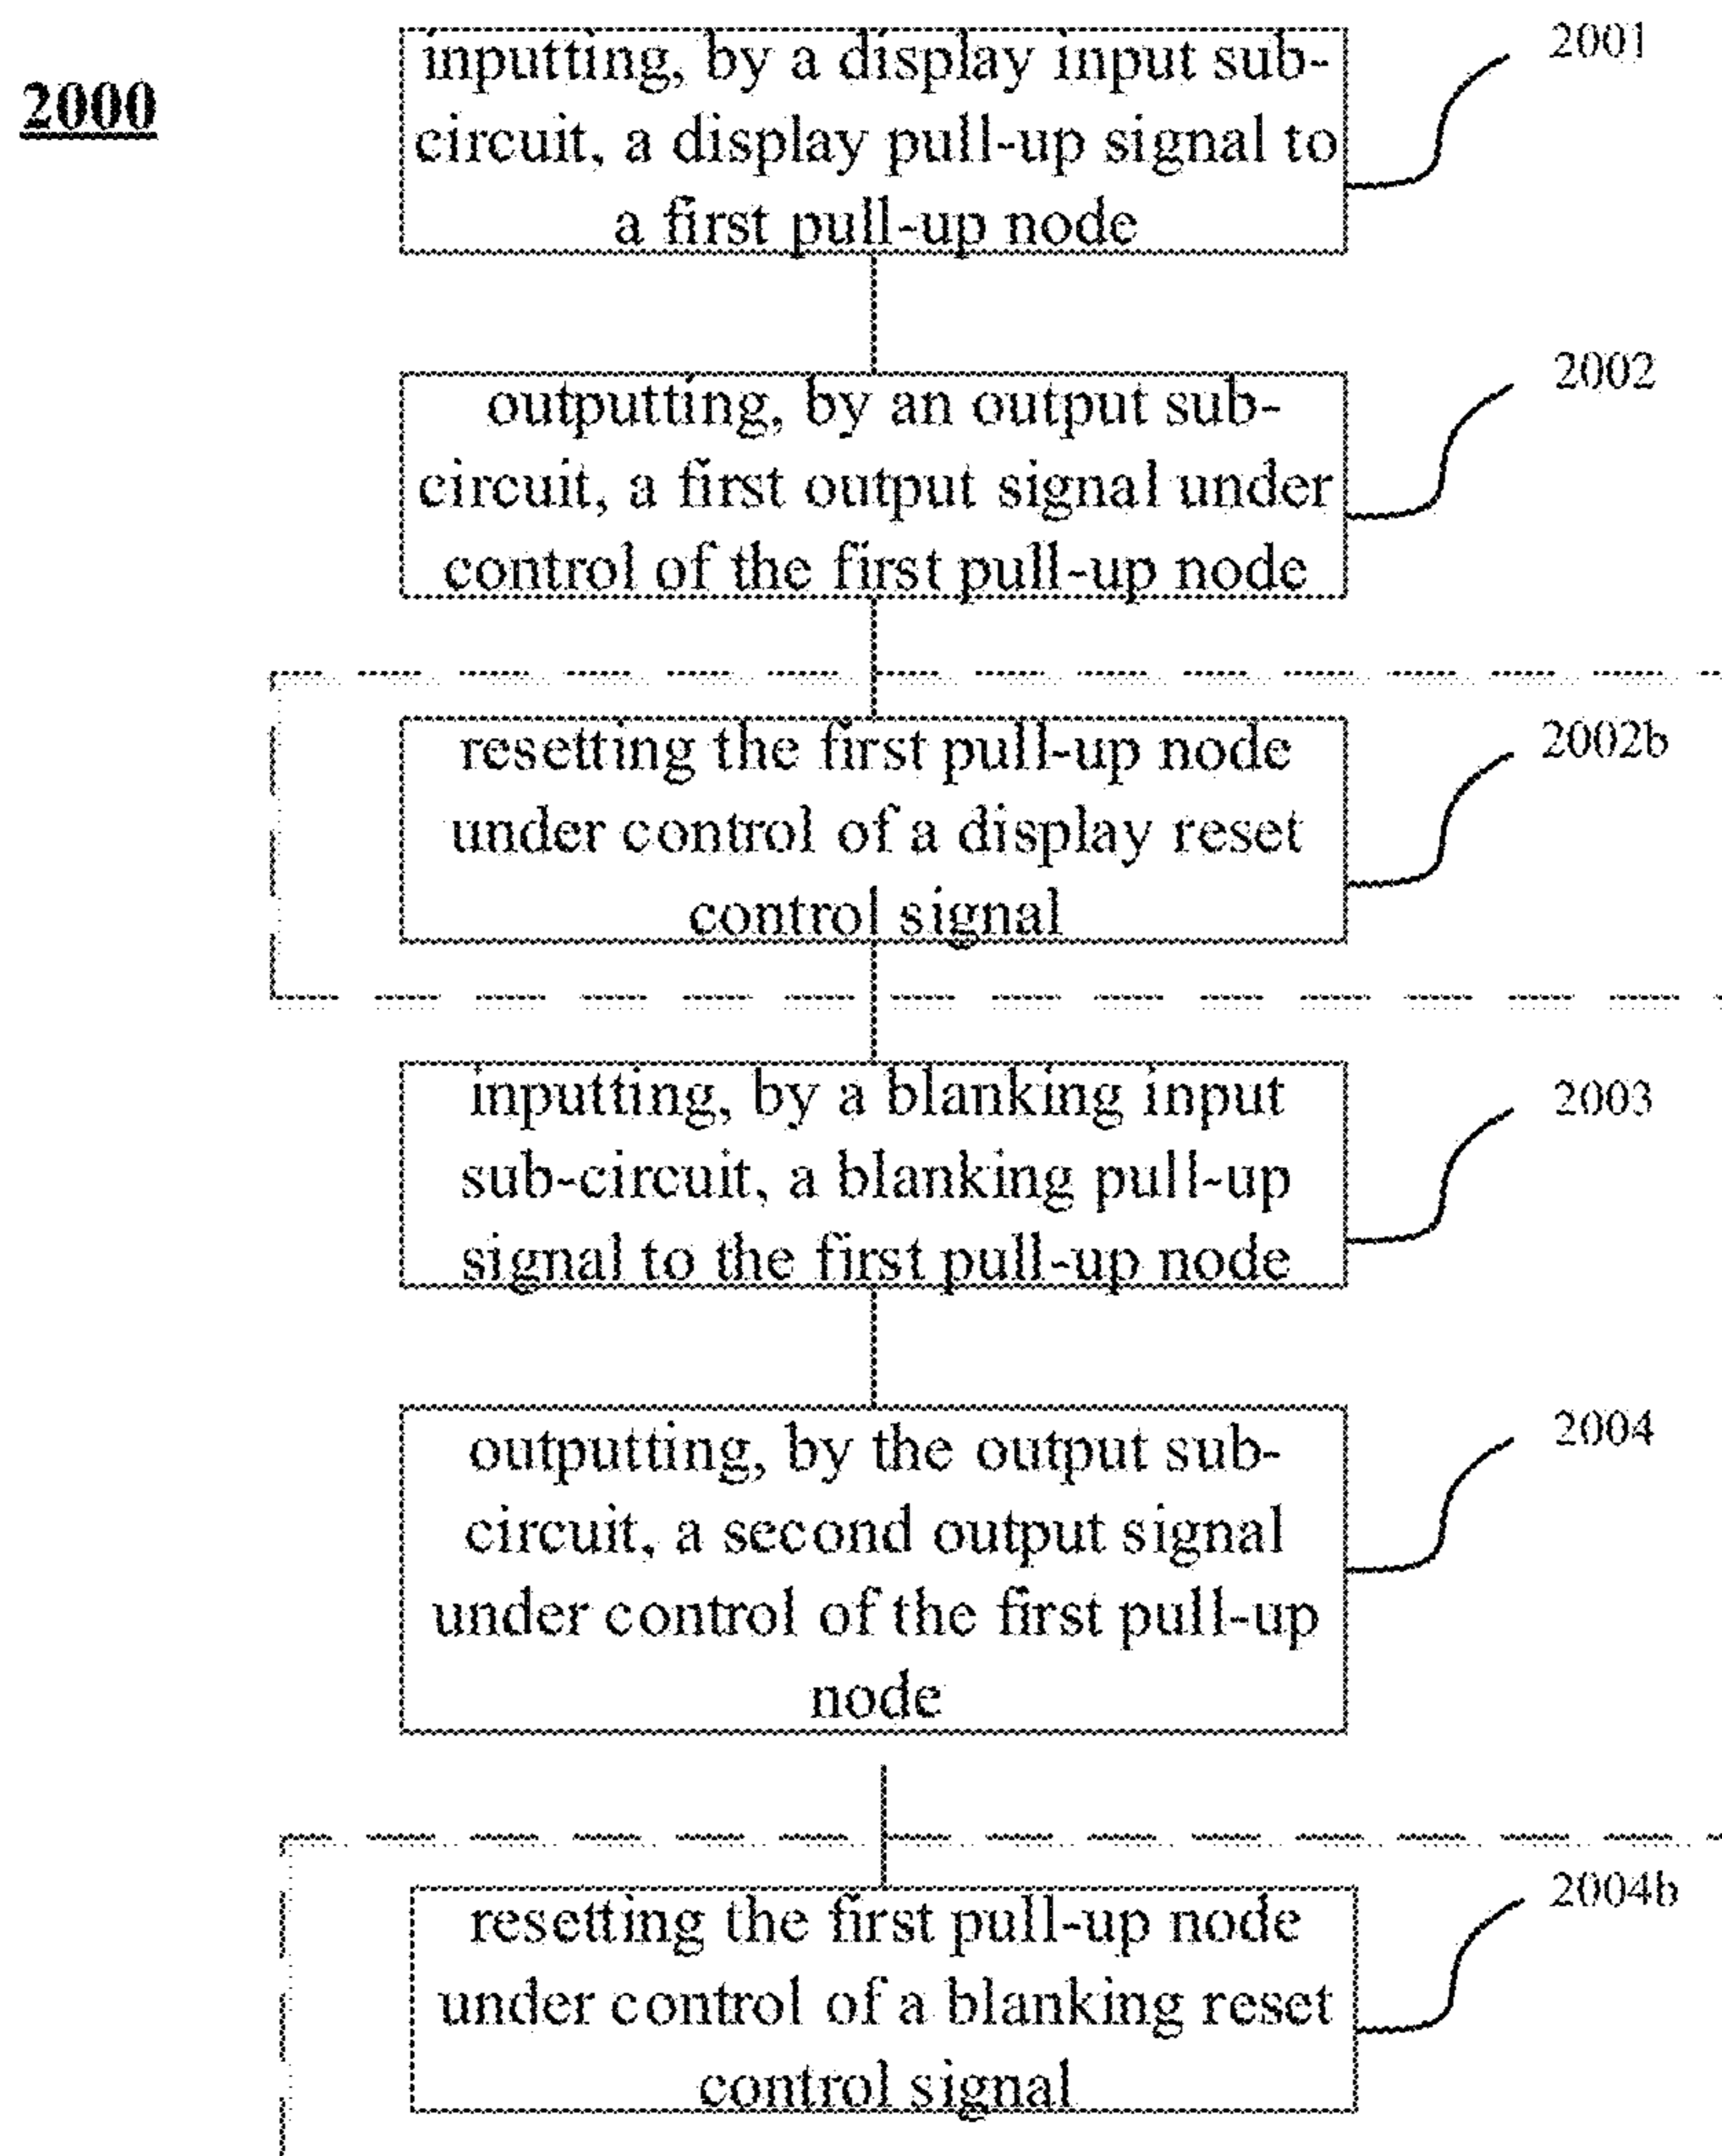 2000
inputting, by a display input sub-
circuit, a display pull-up signal to
a first pull-up node
2001
outputting, by an output sub-
circuit, a first output signal under
control of the first pull-up node
2002
resetting the first pull-up node
under control of a display reset
control signal
2002b
inputting, by a blanking input
sub-circuit, a blanking pull-up
signal to the first pull-up node
2003
outputting, by the output sub-
circuit, a second output signal
under control of the first pull-up
node
2004
resetting the first pull-up node
under control of a blanking reset
control signal
2004b